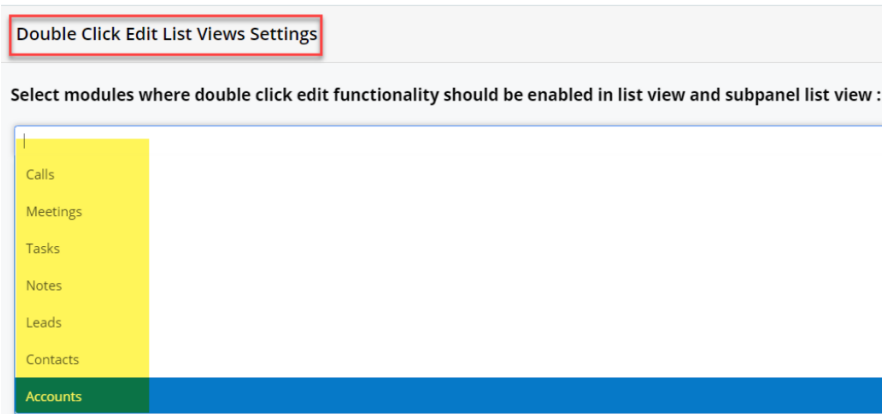 Double Click Edit List Views Settings
Select modules where double click edit functionality should be enabled in list view and subpanel list view :
Calls
Meetings
Tasks
Notes
Leads
Contacts
Accounts